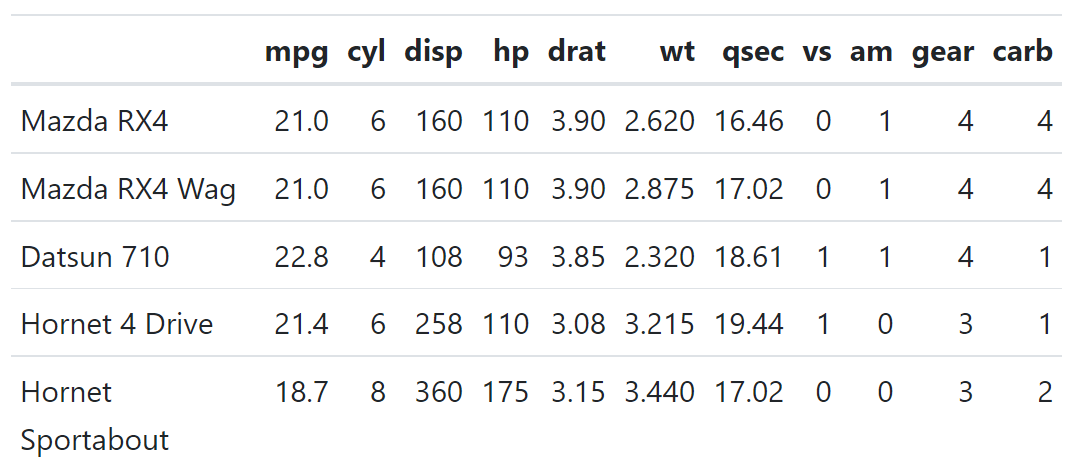 mpg cyl disp hp drat wt qsec vs am gear carb
Mazda RX4 21.0 6 160 110 3.90 2.620 16.46 0 1 4 4
Mazda RX4 Wag 21.0 6 160 110 3.90 2.875 17.02 0 1 4 4
Datsun 710 22.8 4 108 93 3.85 2.320 18.61 1 1 4 1
Hornet 4 Drive 21.4 6 258 110 3.08 3.215 19.44 1 0 3 1
Hornet 18.7 8 360 175 3.15 3.440 17.02 0 0 3 2
Sportabout